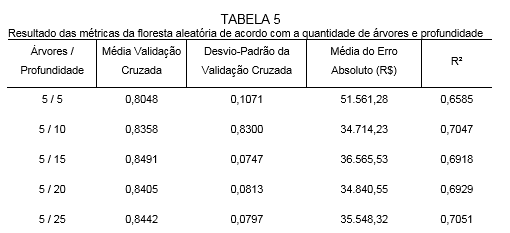 TABELA 5
Resultado das métricas da floresta aleatória de acordo com a quantidade de árvores e profundidade
Árvores / Profundidade | Média Validação Cruzada | Desvio-Padrão da Validação Cruzada | Média do Erro Absoluto (R$) | R²
5 / 5 | 0,8048 | 0,1071 | 51.561,28 | 0,6585
5 / 10 | 0,8358 | 0,8300 | 34.714,23 | 0,7047
5 / 15 | 0,8491 | 0,0747 | 36.565,53 | 0,6918
5 / 20 | 0,8405 | 0,0813 | 34.840,55 | 0,6929
5 / 25 | 0,8442 | 0,0797 | 35.548,32 | 0,7051